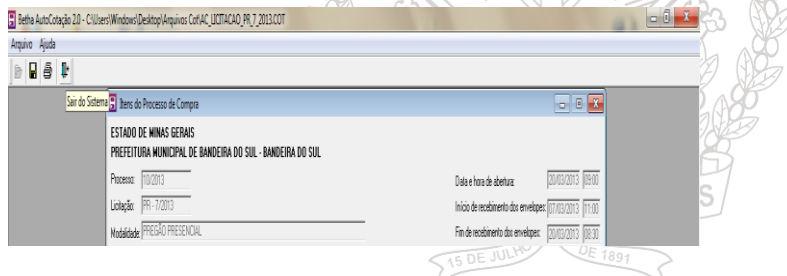 Betha AutoCotação 2.0 - C:\Users\Windows\Desktop\Arquivos Cot\AC_LICITACAO_PR_7_2013.COT
Arquivo Ajuda
Sair do Sistema
Itens do Processo de Compra
ESTADO DE MINAS GERAIS
PREFEITURA MUNICIPAL DE BANDEIRA DO SUL - BANDEIRA DO SUL
Processo: 10/2013
Data e hora de abertura: 20/03/2013 09:00
Licitação: PR - 7/2013
Início de recebimento dos envelopes: 07/03/2013 11:00
Modalidade: PREGÃO PRESENCIAL
Fim de recebimento dos envelopes: 20/03/2013 08:30
S
15 DE JULHO DE 1891